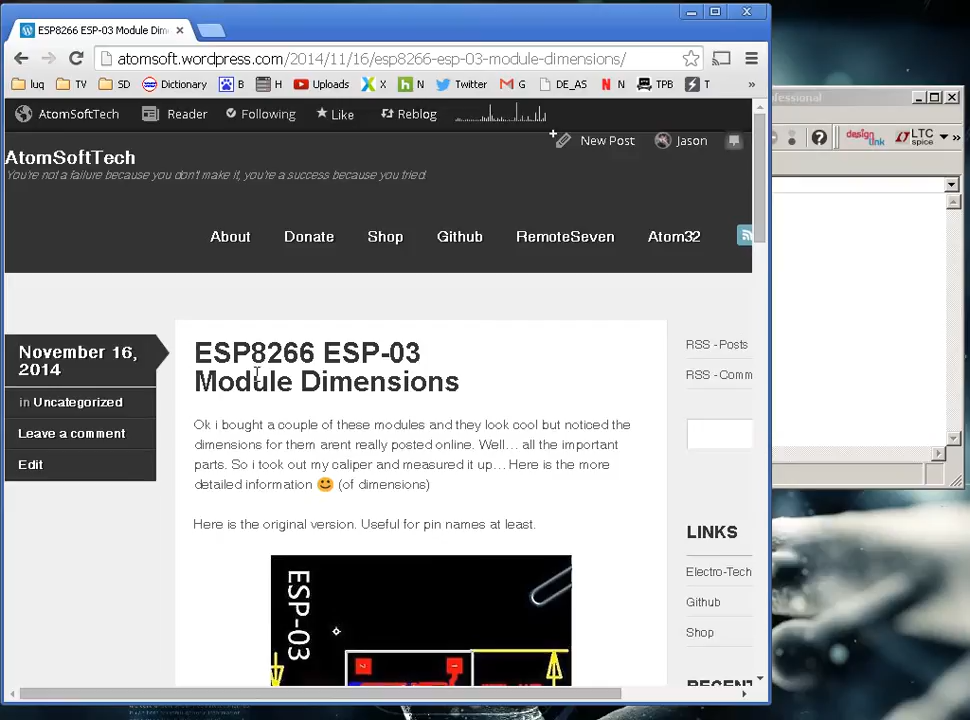 ESP8266 ESP-03 Module Dim
atomsoft.wordpress.com/2014/11/16/esp8266-esp-03-module-dimensions/
luq TV SD Dictionary B H Uploads X N Twitter G DE_AS N TPB T »
AtomSoftTech Reader Following Like Reblog
New Post Jason
AtomSoftTech
You're not a failure because you don't make it, you're a success because you tried.
About Donate Shop Github RemoteSeven Atom32
November 16,
2014
in Uncategorized
Leave a comment
Edit
ESP8266 ESP-03
Module Dimensions
Ok i bought a couple of these modules and they look cool but noticed the
dimensions for them arent really posted online. Well… all the important
parts. So i took out my caliper and measured it up… Here is the more
detailed information (of dimensions)
Here is the original version. Useful for pin names at least.
ESP-03
RSS - Posts
RSS - Comm
LINKS
Electro-Tech
Github
Shop
RECENT
ofessional
design link
LTC spice »